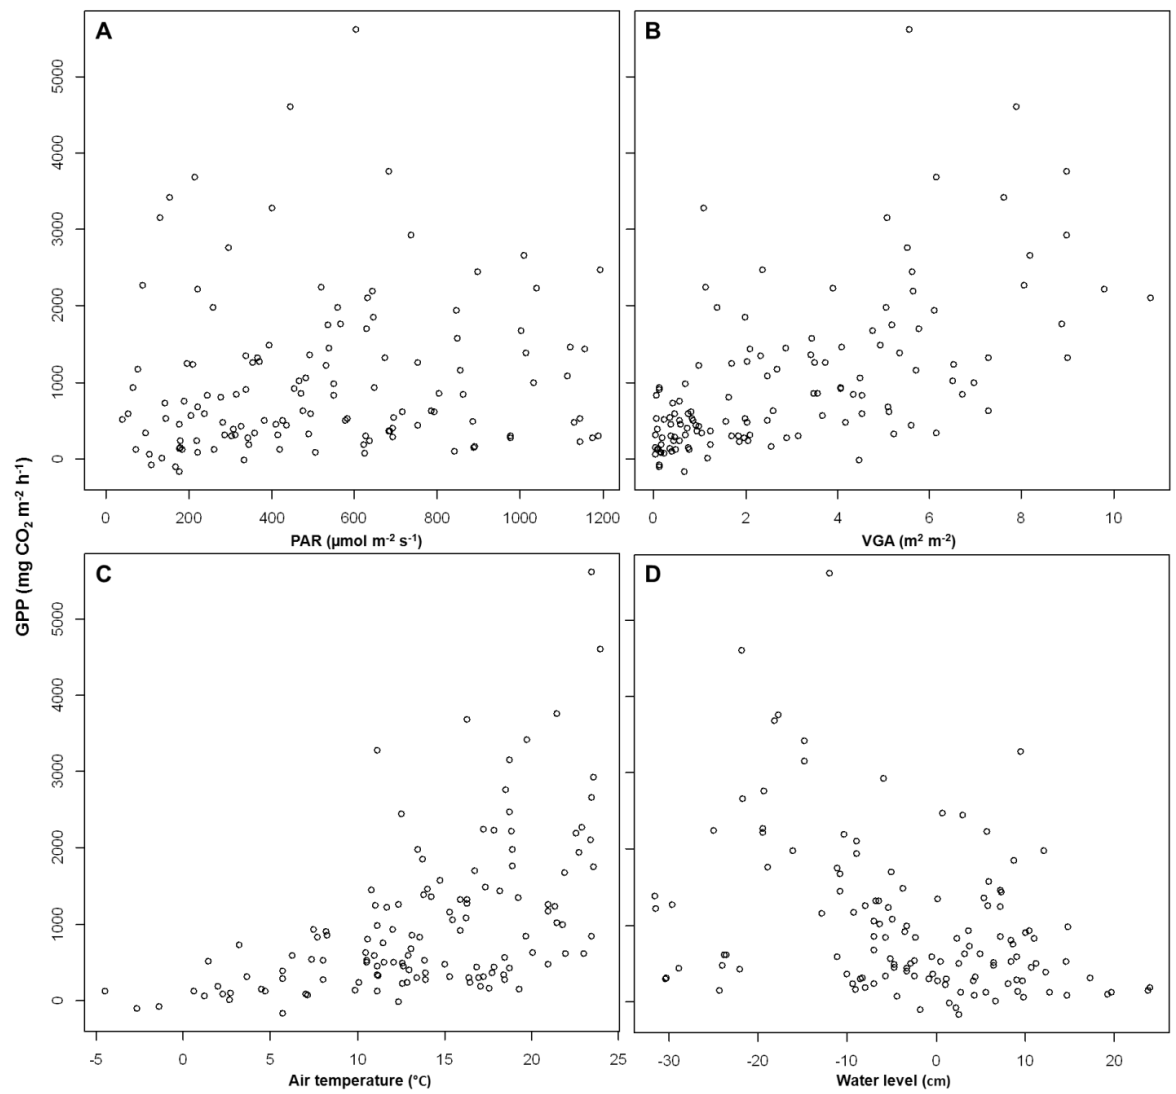 A
B
5000
4000
3000
2000
1000
0
0 200 400 600 800 1000 1200
PAR (µmol m-2 s-1)
0 2 4 6 8 10
VGA (m2 m-2)
GPP (mg CO2 m-2 h-1)
C
D
5000
4000
3000
2000
1000
0
-5 0 5 10 15 20 25
Air temperature (°C)
-30 -20 -10 0 10 20
Water level (cm)